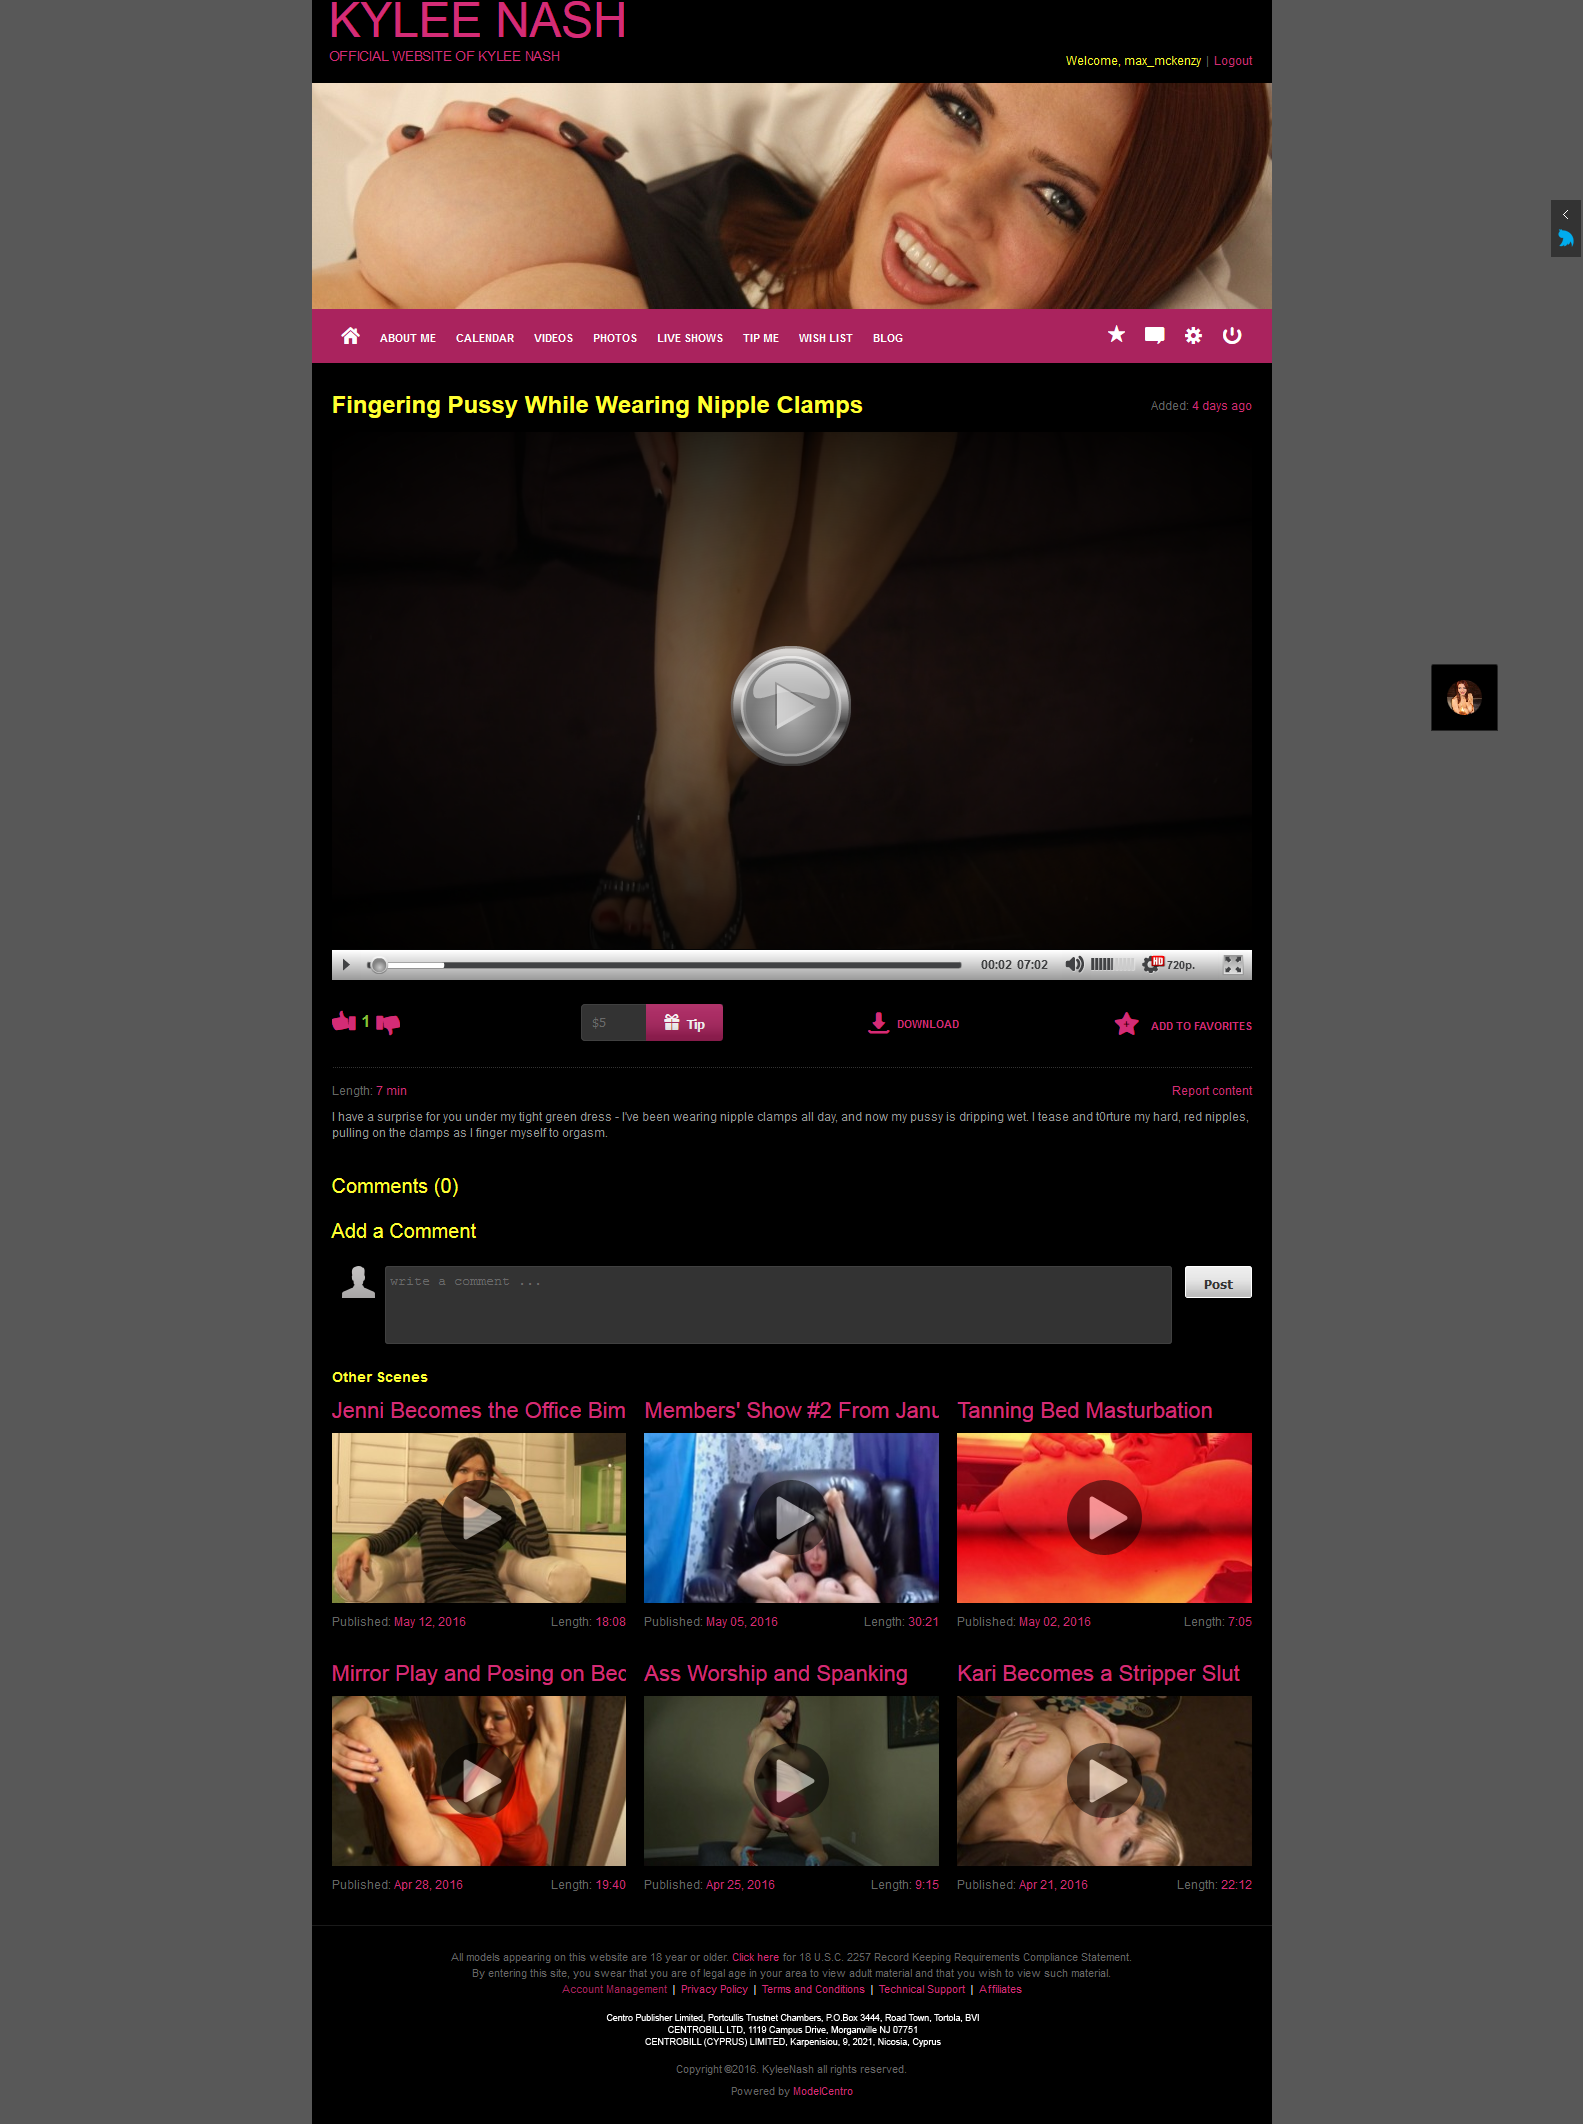 KYLEE NASH
OFFICIAL WEBSITE OF KYLEE NASH
Welcome, max_mckenzy | Logout
ABOUT ME CALENDAR VIDEOS PHOTOS LIVE SHOWS TIP ME WISH LIST BLOG
Fingering Pussy While Wearing Nipple Clamps
Added: 4 days ago
00:02 07:02 HD 720p.
1 $5 Tip DOWNLOAD ADD TO FAVORITES
Length: 7 min
Report content
I have a surprise for you under my tight green dress - I've been wearing nipple clamps all day, and now my pussy is dripping wet. I tease and t0rture my hard, red nipples,
pulling on the clamps as I finger myself to orgasm.
Comments (0)
Add a Comment
write a comment ...
Post
Other Scenes
Jenni Becomes the Office Bim
Members' Show #2 From Janu
Tanning Bed Masturbation
Published: May 12, 2016 Length: 18:08
Published: May 05, 2016 Length: 30:21
Published: May 02, 2016 Length: 7:05
Mirror Play and Posing on Bed
Ass Worship and Spanking
Kari Becomes a Stripper Slut
Published: Apr 28, 2016 Length: 19:40
Published: Apr 25, 2016 Length: 9:15
Published: Apr 21, 2016 Length: 22:12
All models appearing on this website are 18 year or older. Click here for 18 U.S.C. 2257 Record Keeping Requirements Compliance Statement.
By entering this site, you swear that you are of legal age in your area to view adult material and that you wish to view such material.
Account Management | Privacy Policy | Terms and Conditions | Technical Support | Affiliates
Centro Publisher Limited, Portcullis Trustnet Chambers, P.O.Box 3444, Road Town, Tortola, BVI
CENTROBILL LTD, 1119 Campus Drive, Morganville NJ 07751
CENTROBILL (CYPRUS) LIMITED, Karpenisiou, 9, 2021, Nicosia, Cyprus
Copyright ©2016. KyleeNash all rights reserved.
Powered by ModelCentro